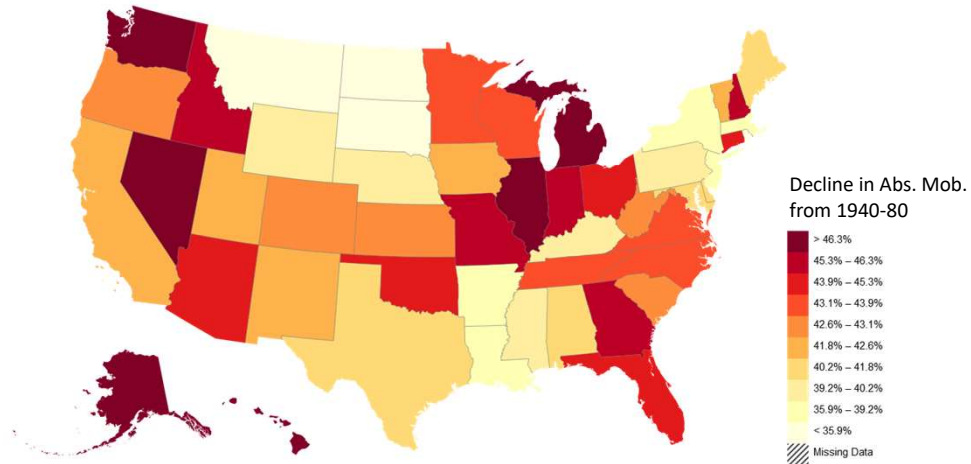 Decline in Abs. Mob.
from 1940-80
> 46.3%
45.3% – 46.3%
43.9% – 45.3%
43.1% – 43.9%
42.6% – 43.1%
41.8% – 42.6%
40.2% – 41.8%
39.2% – 40.2%
35.9% – 39.2%
< 35.9%
Missing Data